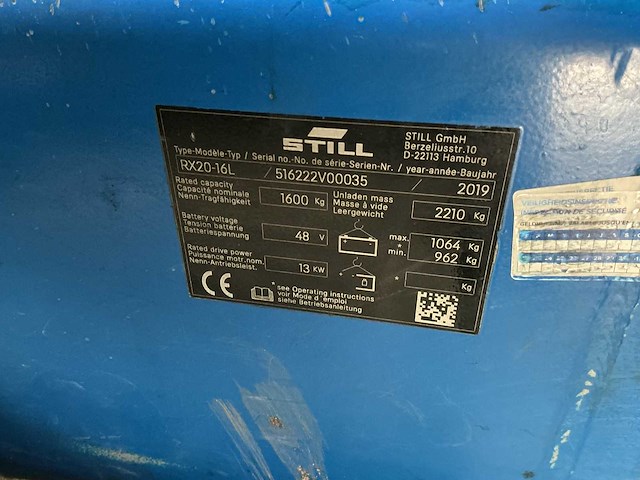 STILL
STILL GmbH
Berzeliusstr.10
D-22113 Hamburg
Type-Modèle-Typ / Serial no.-No. de série-Serien-Nr. / year-année-Baujahr
RX20-16L / 516222V00035 / 2019
Rated capacity
Capacité nominale
Nenn-Tragfähigkeit
1600 Kg
Unladen mass
Masse à vide
Leergewicht
2210 Kg
Battery voltage
Tension batterie
Batteriespannung
48 V
max. 1064 Kg
*
min. 962 Kg
Rated drive power
Puissance motr.nom.
Nenn-Antriebsleist.
13 KW
Kg
CE
* see Operating instructions
voir Mode d'emploi
siehe Betriebsanleitung